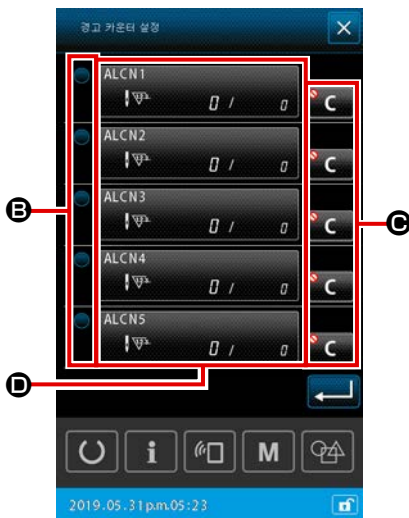 경고 카운터 설정
ALCN1
0 / 0 C
ALCN2
0 / 0 C
ALCN3
0 / 0 C
B C
ALCN4
0 / 0 C
ALCN5
0 / 0 C
D
i M
2019.05.31p.m.05:23